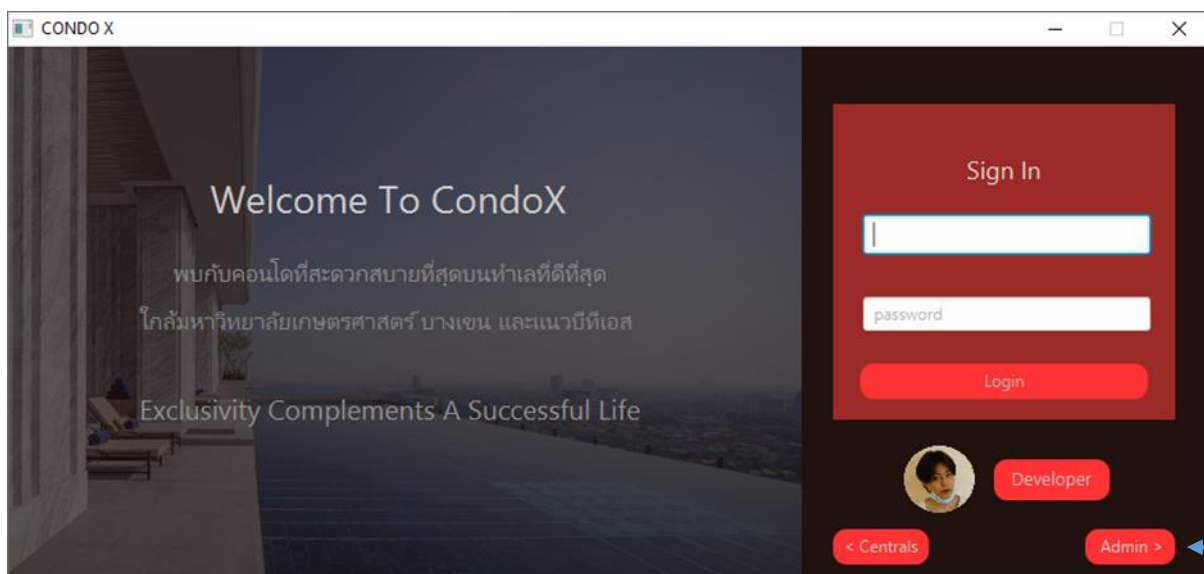 CONDO X
Welcome To CondoX
พบกับคอนโดที่สะดวกสบายที่สุดบนทำเลที่ดีที่สุด
ใกล้มหาวิทยาลัยเกษตรศาสตร์ บางเขน และแนวบีทีเอส
Exclusivity Complements A Successful Life
Sign In
password
Login
Developer
< Centrals
Admin >